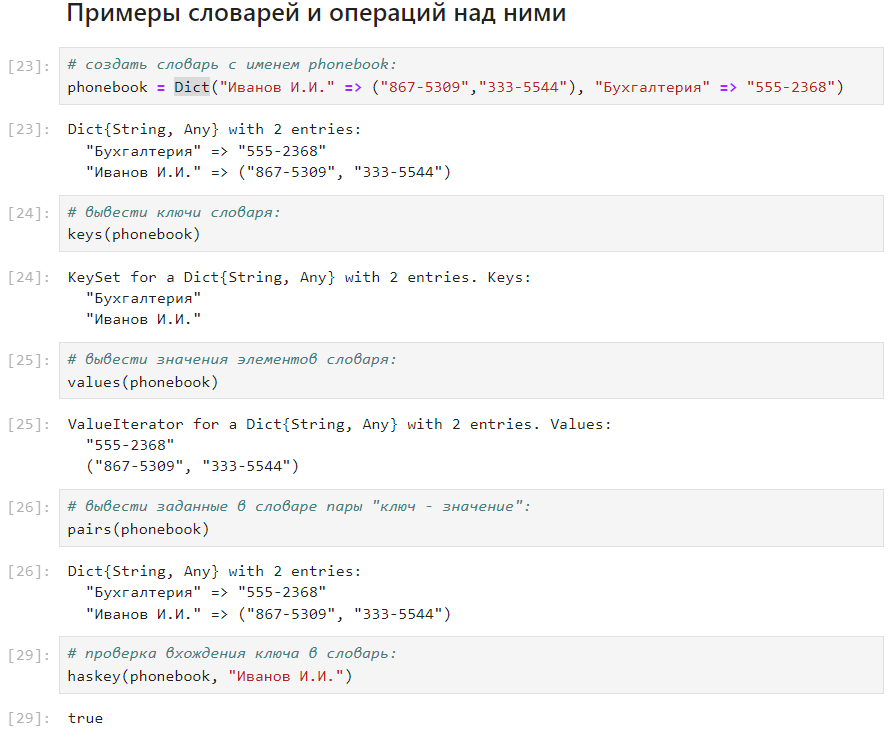 Примеры словарей и операций над ними
[23]: # создать словарь с именем phonebook:
phonebook = Dict("Иванов И.И." => ("867-5309","333-5544"), "Бухгалтерия" => "555-2368")
[23]: Dict{String, Any} with 2 entries:
"Бухгалтерия" => "555-2368"
"Иванов И.И." => ("867-5309", "333-5544")
[24]: # вывести ключи словаря:
keys(phonebook)
[24]: KeySet for a Dict{String, Any} with 2 entries. Keys:
"Бухгалтерия"
"Иванов И.И."
[25]: # вывести значения элементов словаря:
values(phonebook)
[25]: ValueIterator for a Dict{String, Any} with 2 entries. Values:
"555-2368"
("867-5309", "333-5544")
[26]: # вывести заданные в словаре пары "ключ - значение":
pairs(phonebook)
[26]: Dict{String, Any} with 2 entries:
"Бухгалтерия" => "555-2368"
"Иванов И.И." => ("867-5309", "333-5544")
[29]: # проверка вхождения ключа в словарь:
haskey(phonebook, "Иванов И.И.")
[29]: true